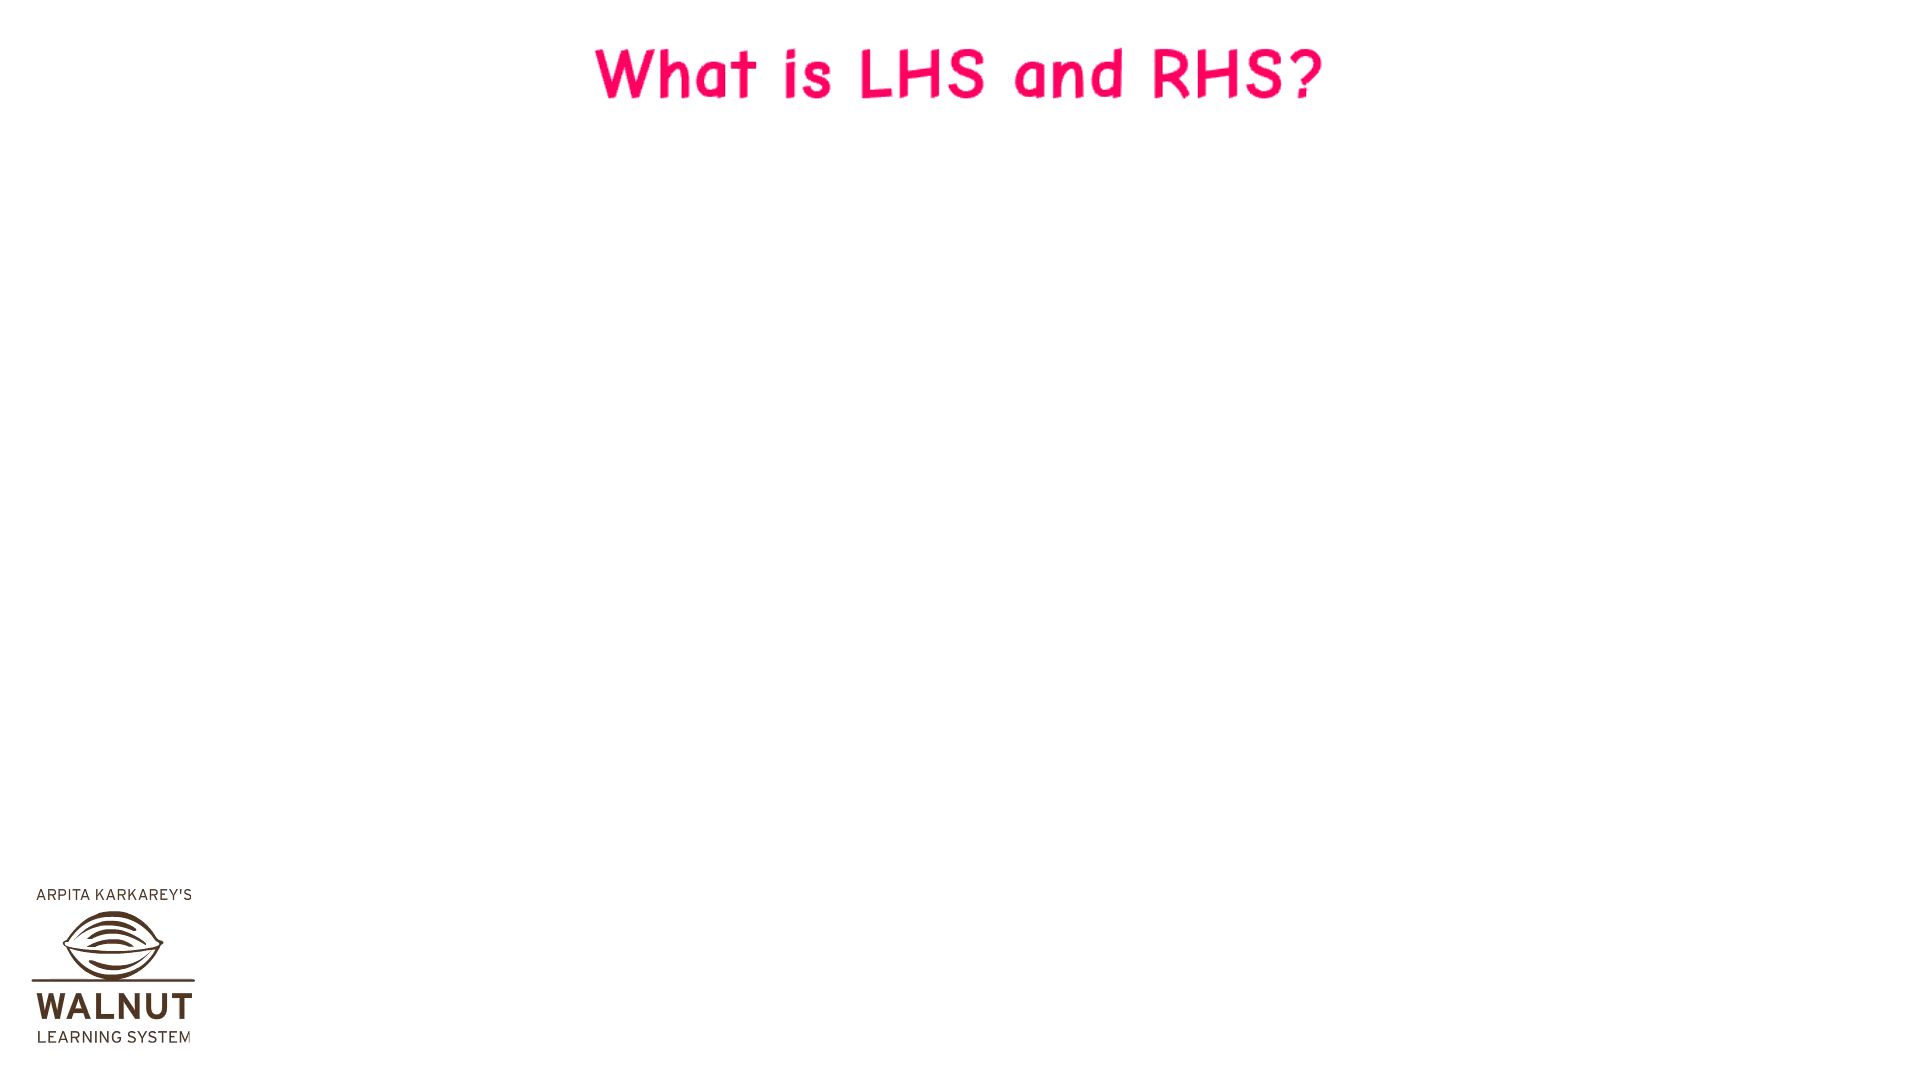 What is LHS and RHS?
ARPITA KARKAREY'S
WALNUT
LEARNING SYSTEM